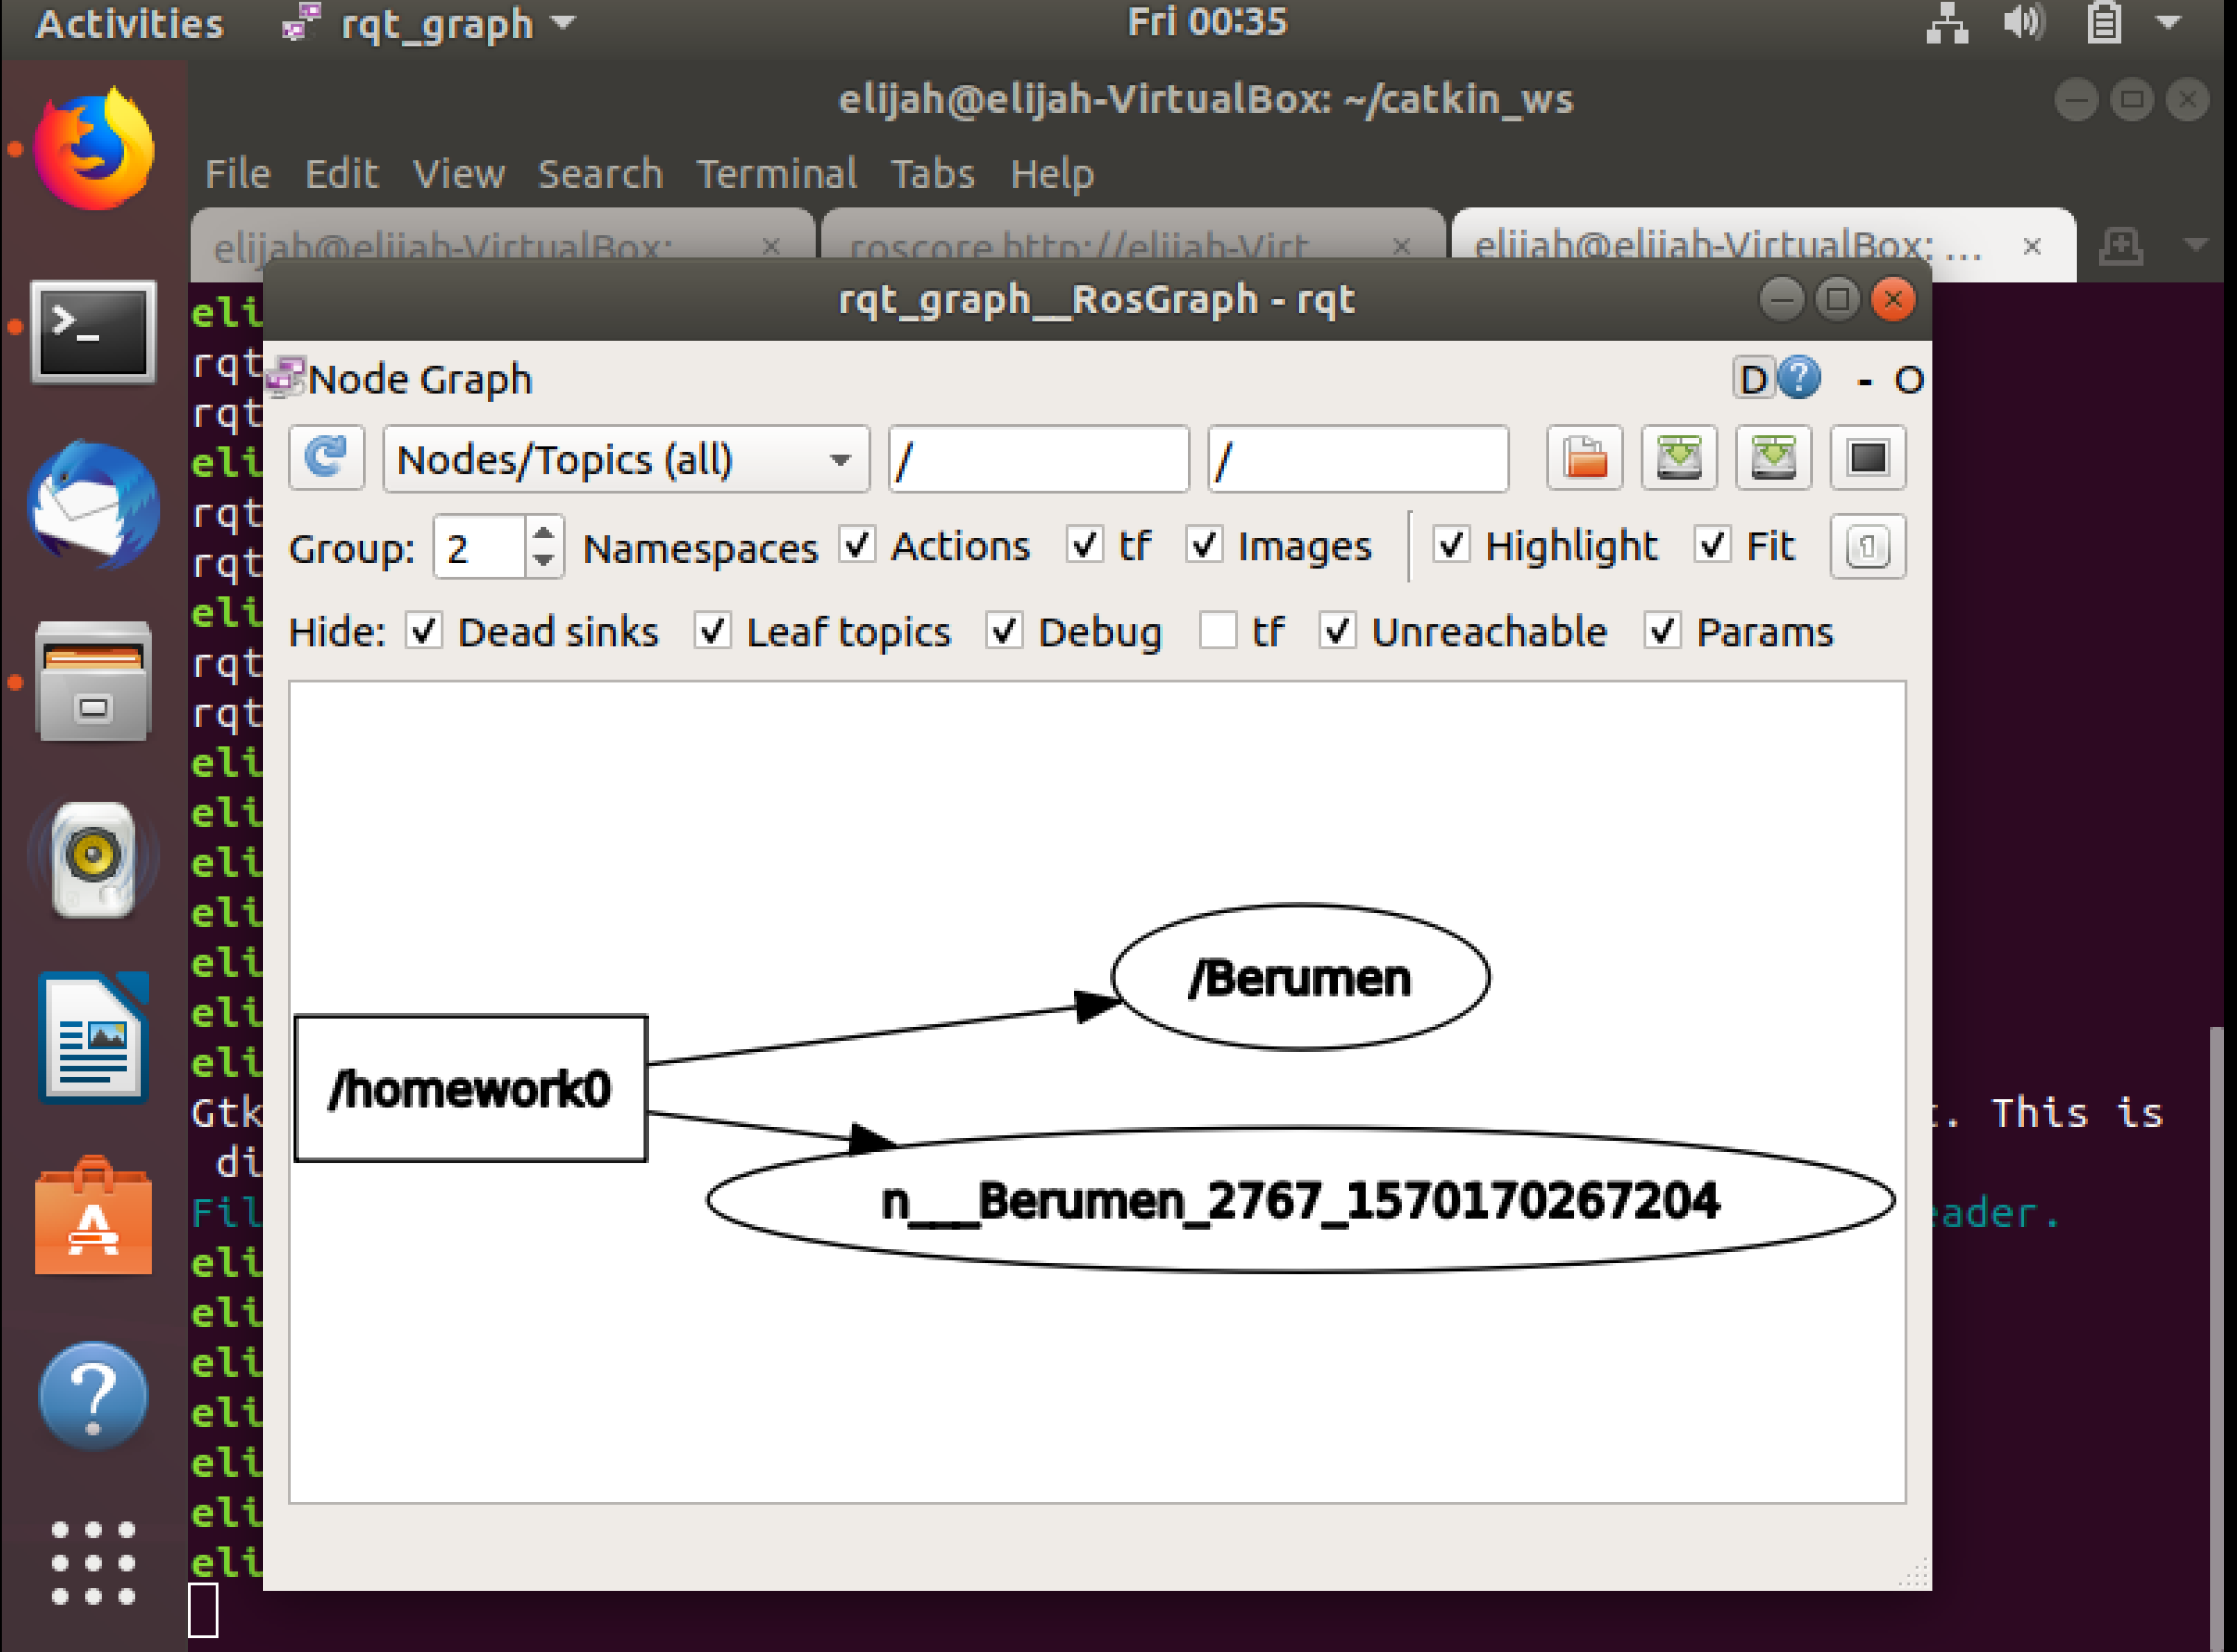 Activities rqt_graph Fri 00:35
elijah@elijah-VirtualBox: ~/catkin_ws
File Edit View Search Terminal Tabs Help
elijah@elijah-VirtualBox: roscore http://elijah-Virt elijah@elijah-VirtualBox: ...
rqt_graph__RosGraph - rqt
Node Graph D ? - O
Nodes/Topics (all) / /
Group: 2 Namespaces Actions tf Images Highlight Fit
Hide: Dead sinks Leaf topics Debug tf Unreachable Params
/Berumen
/homework0
n___Berumen_2767_1570170267204
eli
rqt
rqt
eli
rqt
rqt
eli
rqt
rqt
eli
eli
eli
eli
eli
eli
eli
Gtk t. This is
di
Fil eader.
eli
eli
eli
eli
eli
eli
eli